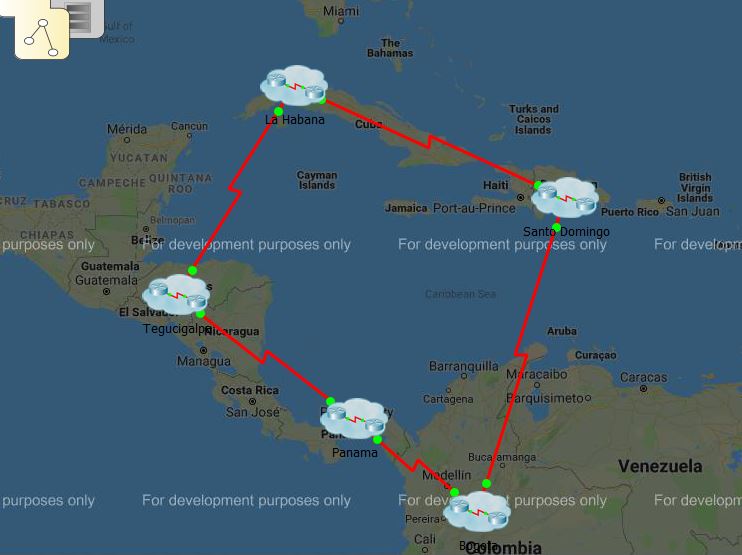 Gulf of
Mexico
Miami
The
Bahamas
La Habana
Cuba
Turks and
Caicos
Islands
Mérida
Cancún
YUCATAN
CAMPECHE
QUINTANA
ROO
TABASCO
CHIAPAS
Cayman
Islands
Haiti
Jamaica
Port-au-Prince
British
Virgin
Islands
Puerto Rico
San Juan
Santo Domingo
Belmopan
Belize
purposes only
For development purposes only
For development purposes only
For developm
Guatemala
Guatemala
El Salvador
Tegucigalpa
Nicaragua
Managua
Caribbean Sea
Aruba
Curaçao
Costa Rica
San José
Barranquilla
Cartagena
Maracaibo
Caracas
Barquisimeto
Panama
Bucaramanga
Medellín
Venezuela
purposes only
For development purposes only
For development purposes only
For developm
Pereira
Cali
Bogota
Colombia